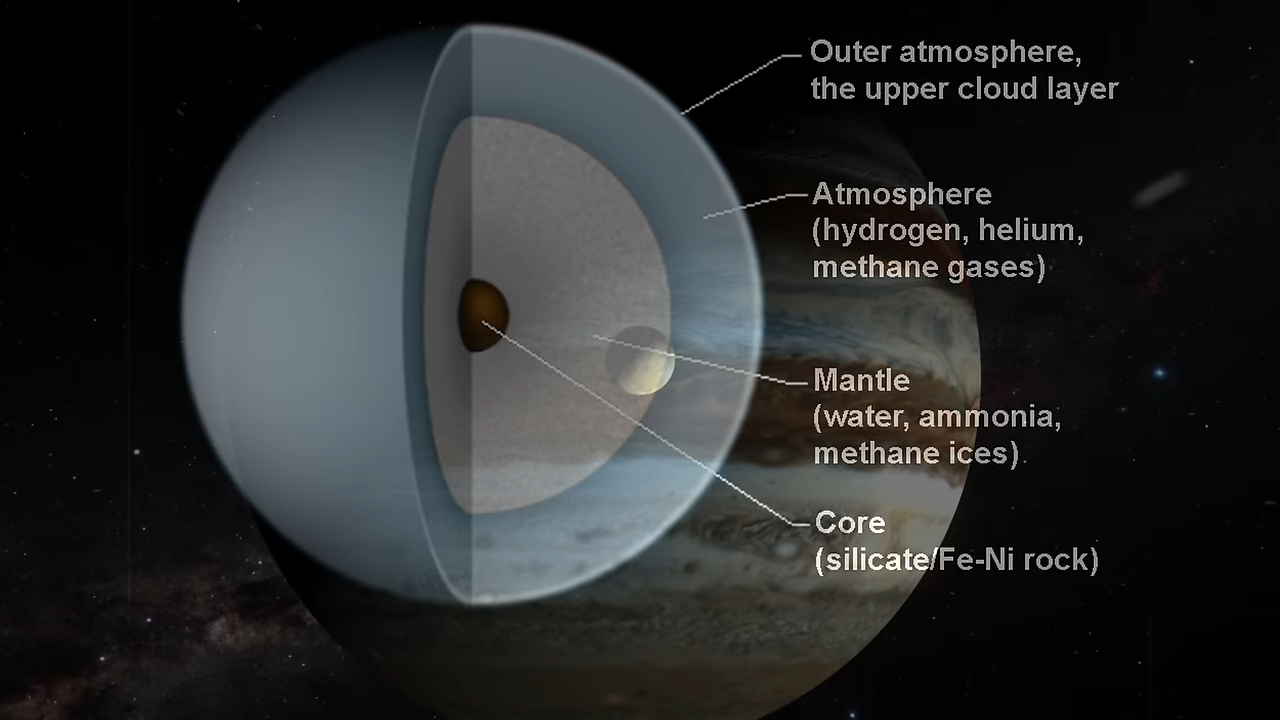 Outer atmosphere,
the upper cloud layer
Atmosphere
(hydrogen, helium,
methane gases)
Mantle
(water, ammonia,
methane ices)
Core
(silicate/Fe-Ni rock)